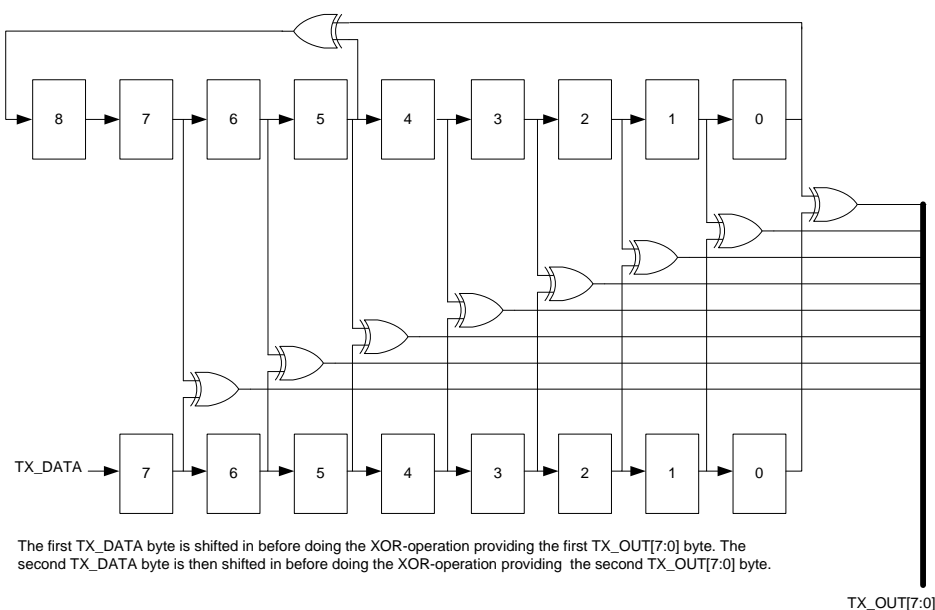 8 7 6 5 4 3 2 1 0
TX_DATA 7 6 5 4 3 2 1 0
The first TX_DATA byte is shifted in before doing the XOR-operation providing the first TX_OUT[7:0] byte. The
second TX_DATA byte is then shifted in before doing the XOR-operation providing the second TX_OUT[7:0] byte.
TX_OUT[7:0]